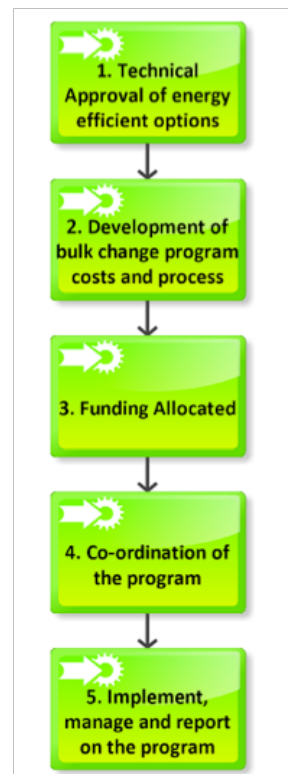 1. Technical
Approval of energy
efficient options
2. Development of
bulk change program
costs and process
3. Funding Allocated
4. Co-ordination of
the program
5. Implement,
manage and report
on the program